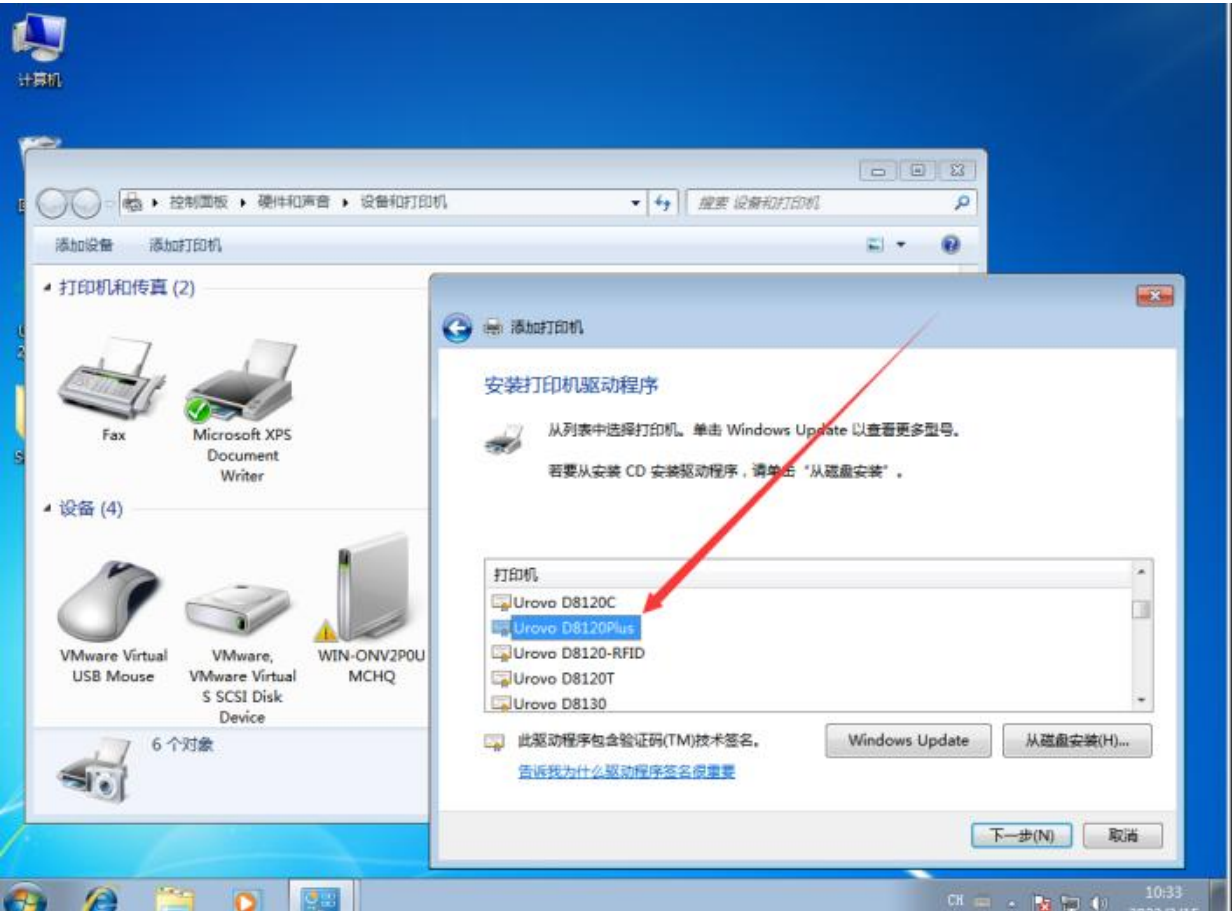 计算机
控制面板 硬件和声音 设备和打印机
搜索 设备和打印机
添加设备 添加打印机
打印机和传真 (2)
Fax
Microsoft XPS
Document
Writer
设备 (4)
VMware Virtual
USB Mouse
VMware,
VMware Virtual
S SCSI Disk
Device
WIN-ONV2P0U
MCHQ
6 个对象
添加打印机
安装打印机驱动程序
从列表中选择打印机。单击 Windows Update 以查看更多型号。
若要从安装 CD 安装驱动程序，请单击“从磁盘安装”。
打印机
Urovo D8120C
Urovo D8120Plus
Urovo D8120-RFID
Urovo D8120T
Urovo D8130
此驱动程序包含验证码(TM)技术签名。
告诉我为什么驱动程序签名很重要
Windows Update
从磁盘安装(H)...
下一步(N)
取消
CH
10:33